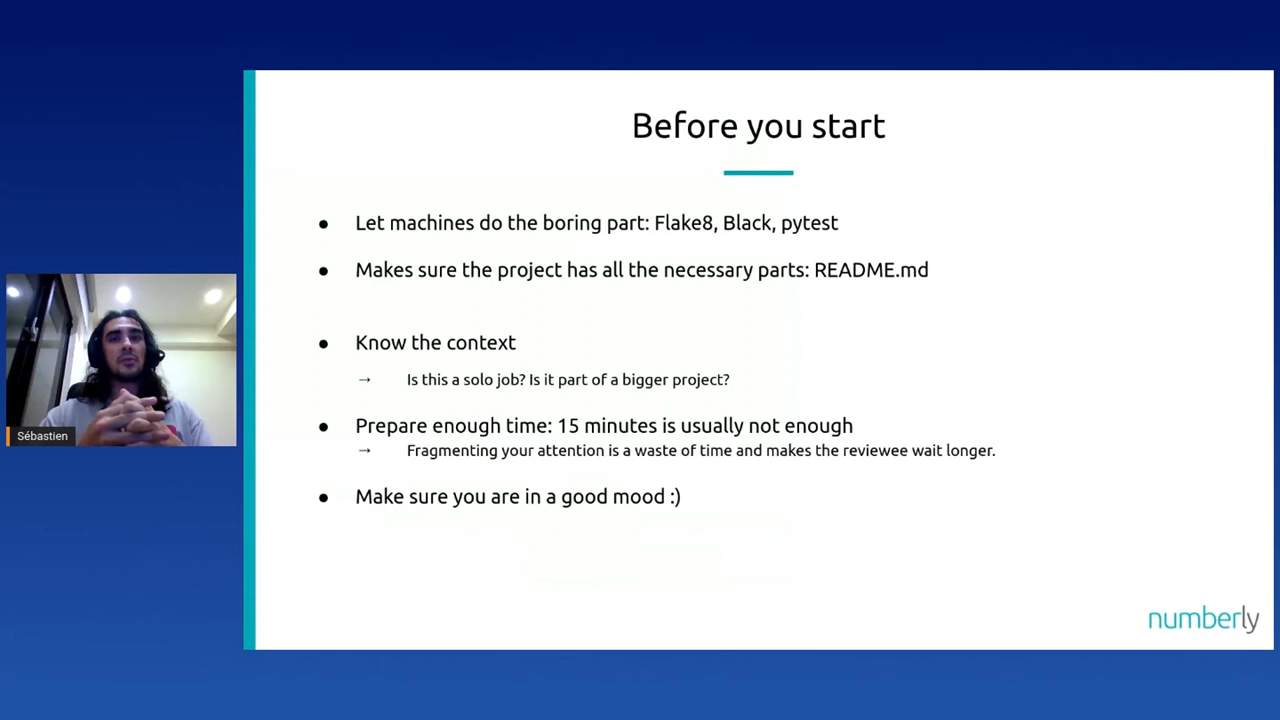 Before you start
● Let machines do the boring part: Flake8, Black, pytest
● Makes sure the project has all the necessary parts: README.md
● Know the context
→ Is this a solo job? Is it part of a bigger project?
● Prepare enough time: 15 minutes is usually not enough
→ Fragmenting your attention is a waste of time and makes the reviewee wait longer.
● Make sure you are in a good mood :)
Sébastien
numberly